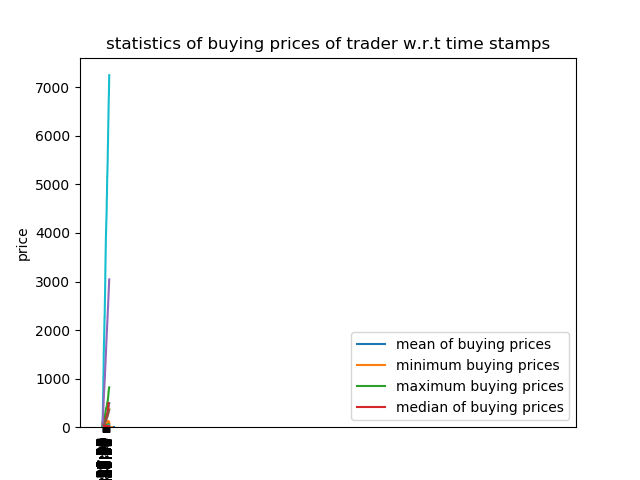 statistics of buying prices of trader w.r.t time stamps
7000
6000
5000
4000
3000
2000
1000
0
price
mean of buying prices
minimum buying prices
maximum buying prices
median of buying prices